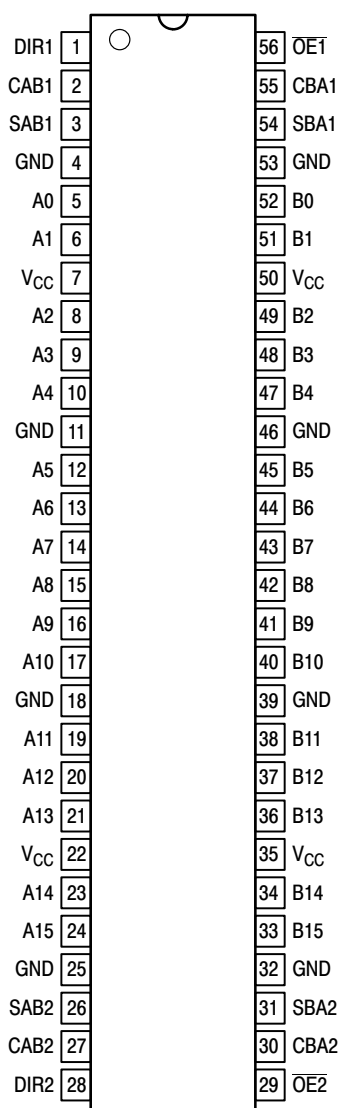 DIR1 1 56 O̅E̅1̅
CAB1 2 55 CBA1
SAB1 3 54 SBA1
GND 4 53 GND
A0 5 52 B0
A1 6 51 B1
VCC 7 50 VCC
A2 8 49 B2
A3 9 48 B3
A4 10 47 B4
GND 11 46 GND
A5 12 45 B5
A6 13 44 B6
A7 14 43 B7
A8 15 42 B8
A9 16 41 B9
A10 17 40 B10
GND 18 39 GND
A11 19 38 B11
A12 20 37 B12
A13 21 36 B13
VCC 22 35 VCC
A14 23 34 B14
A15 24 33 B15
GND 25 32 GND
SAB2 26 31 SBA2
CAB2 27 30 CBA2
DIR2 28 29 O̅E̅2̅